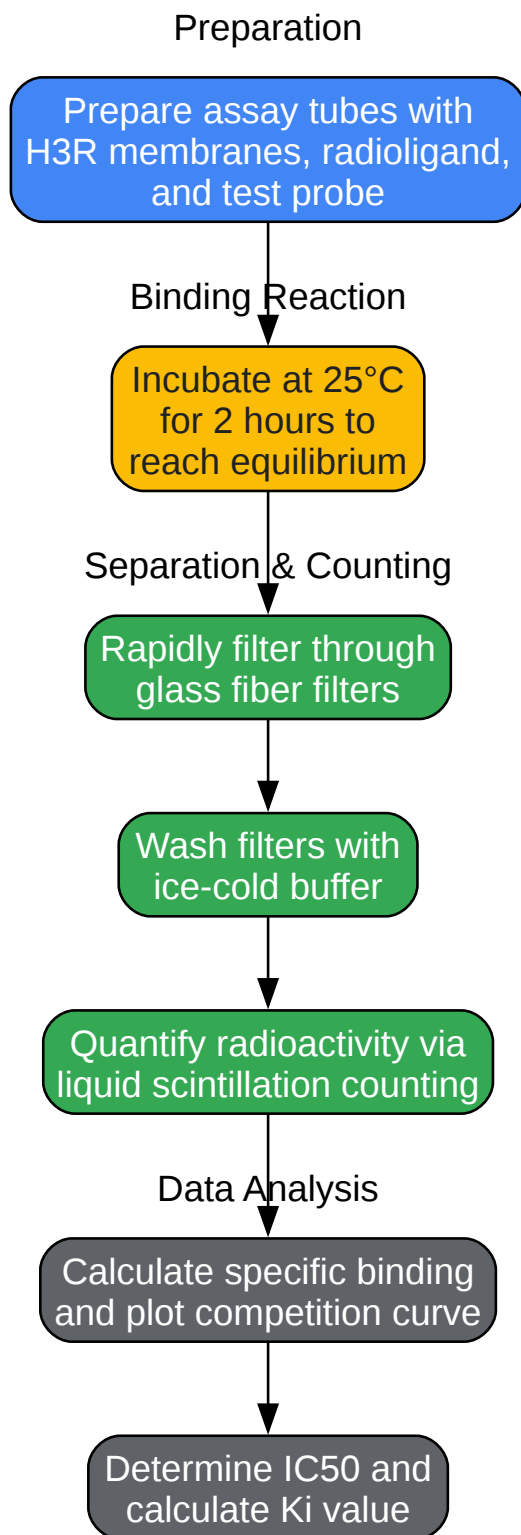 Preparation
Prepare assay tubes with
H3R membranes, radioligand,
and test probe
Binding Reaction
Incubate at 25°C
for 2 hours to
reach equilibrium
Separation & Counting
Rapidly filter through
glass fiber filters
Wash filters with
ice-cold buffer
Quantify radioactivity via
liquid scintillation counting
Data Analysis
Calculate specific binding
and plot competition curve
Determine IC50 and
calculate Ki value